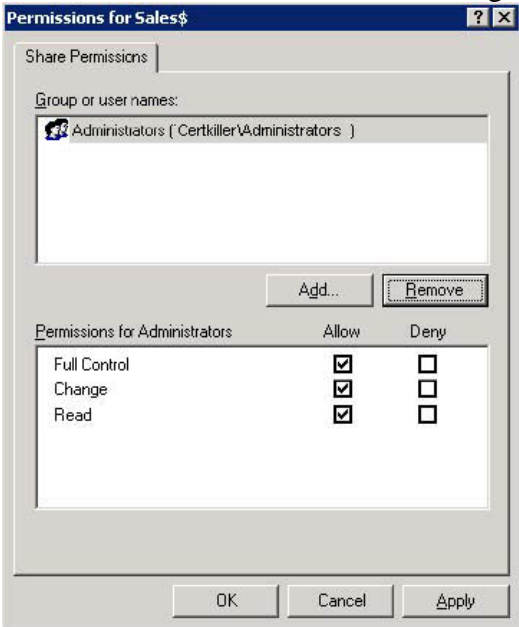 Permissions for Sales$
Share Permissions
Group or user names:
Administrators (`Certkiller\Administrators )
Add... Remove
Permissions for Administrators Allow Deny
Full Control
Change
Read
OK Cancel Apply